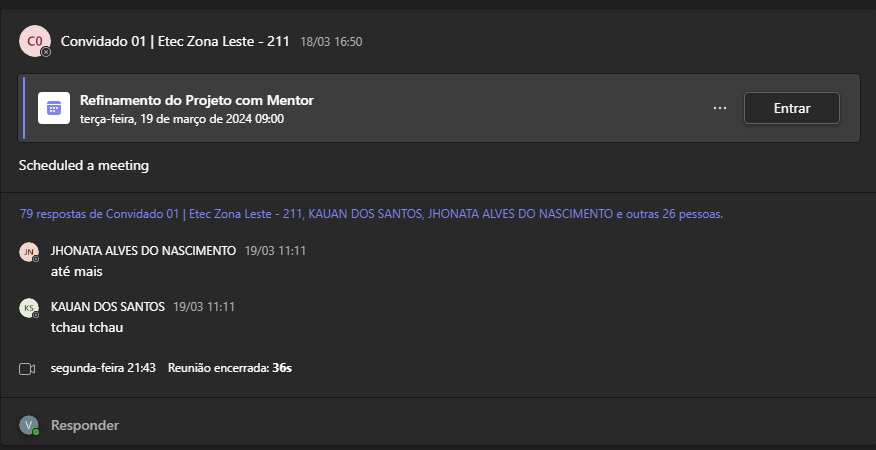 C0 Convidado 01 | Etec Zona Leste - 211 18/03 16:50
Refinamento do Projeto com Mentor
terça-feira, 19 de março de 2024 09:00
... Entrar
Scheduled a meeting
79 respostas de Convidado 01 | Etec Zona Leste - 211, KAUAN DOS SANTOS, JHONATA ALVES DO NASCIMENTO e outras 26 pessoas.
JN JHONATA ALVES DO NASCIMENTO 19/03 11:11
até mais
KS KAUAN DOS SANTOS 19/03 11:11
tchau tchau
segunda-feira 21:43 Reunião encerrada: 36s
V Responder